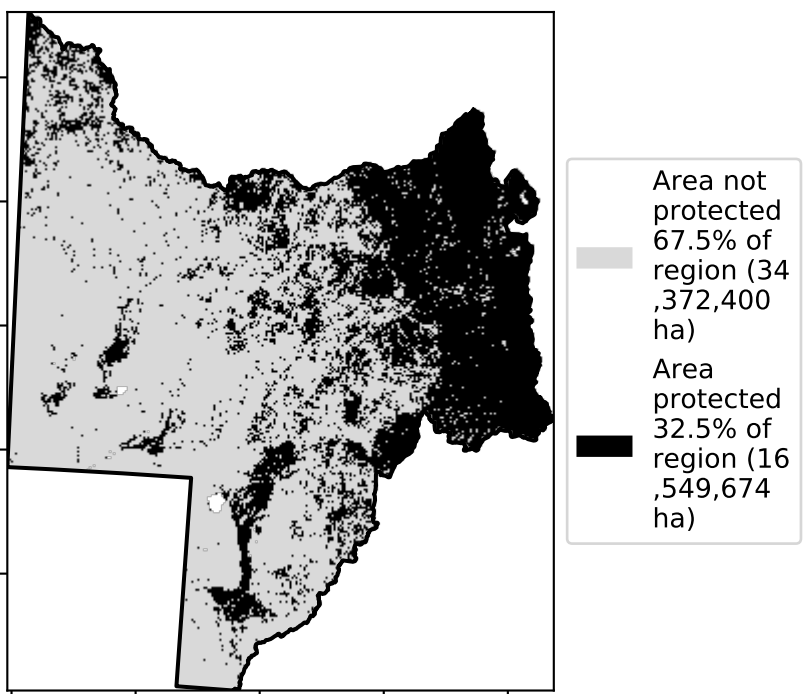 Area not
protected
67.5% of
region (34
,372,400
ha)
Area
protected
32.5% of
region (16
,549,674
ha)